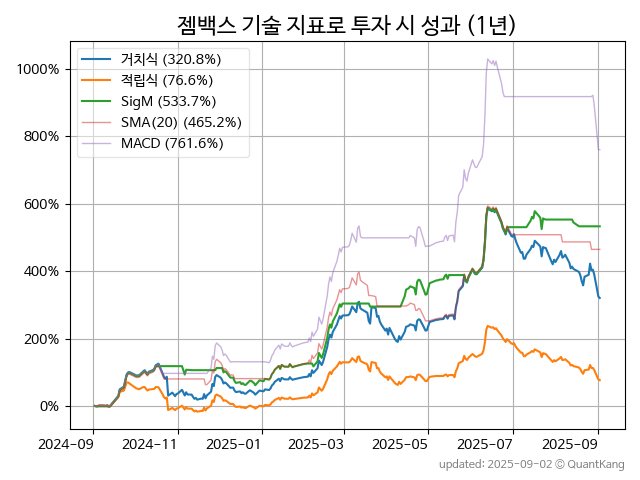 젬백스 기술 지표로 투자 시 성과 (1년)
거치식 (320.8%)
적립식 (76.6%)
SigM (533.7%)
SMA(20) (465.2%)
MACD (761.6%)
1000%
800%
600%
400%
200%
0%
2024-09 2024-11 2025-01 2025-03 2025-05 2025-07 2025-09
updated: 2025-09-02 © QuantKang